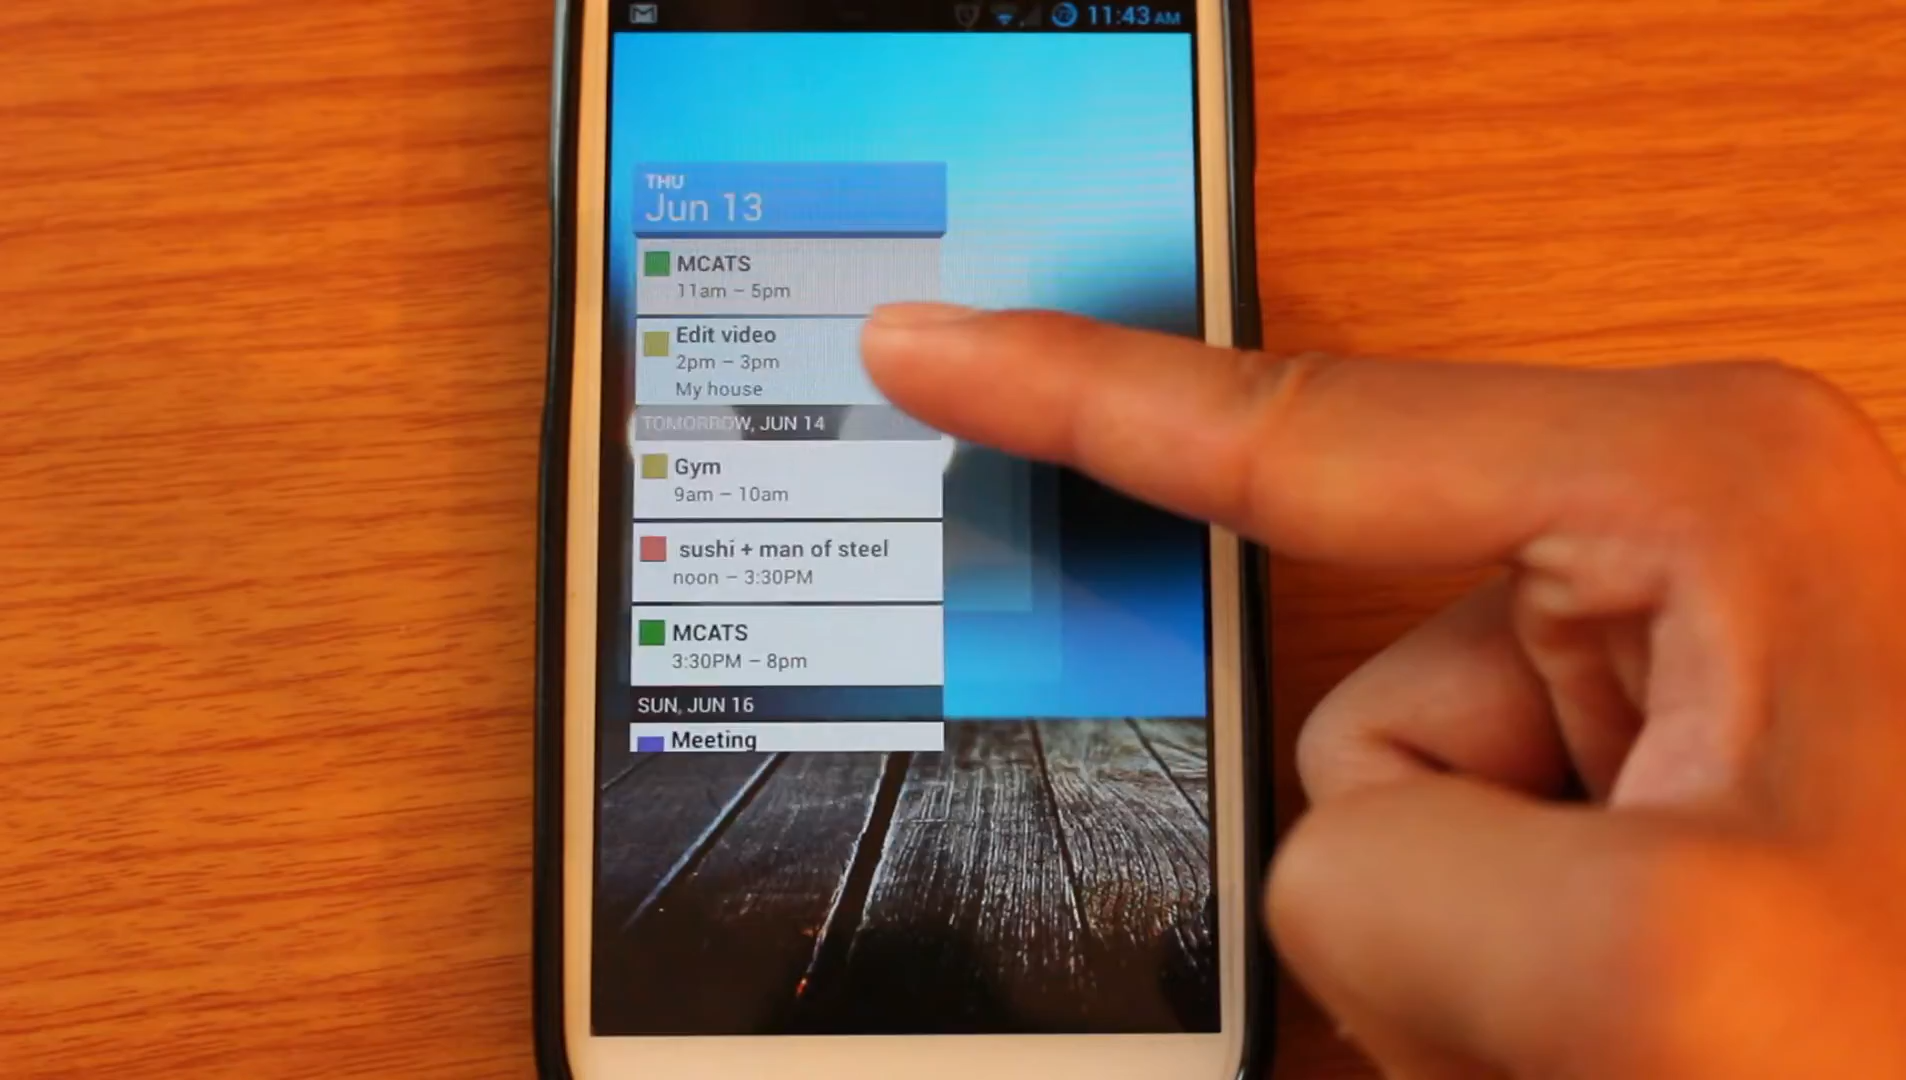 11:43 AM
THU
Jun 13
MCATS
11am – 5pm
Edit video
2pm – 3pm
My house
TOMORROW, JUN 14
Gym
9am – 10am
sushi + man of steel
noon – 3:30PM
MCATS
3:30PM – 8pm
SUN, JUN 16
Meeting